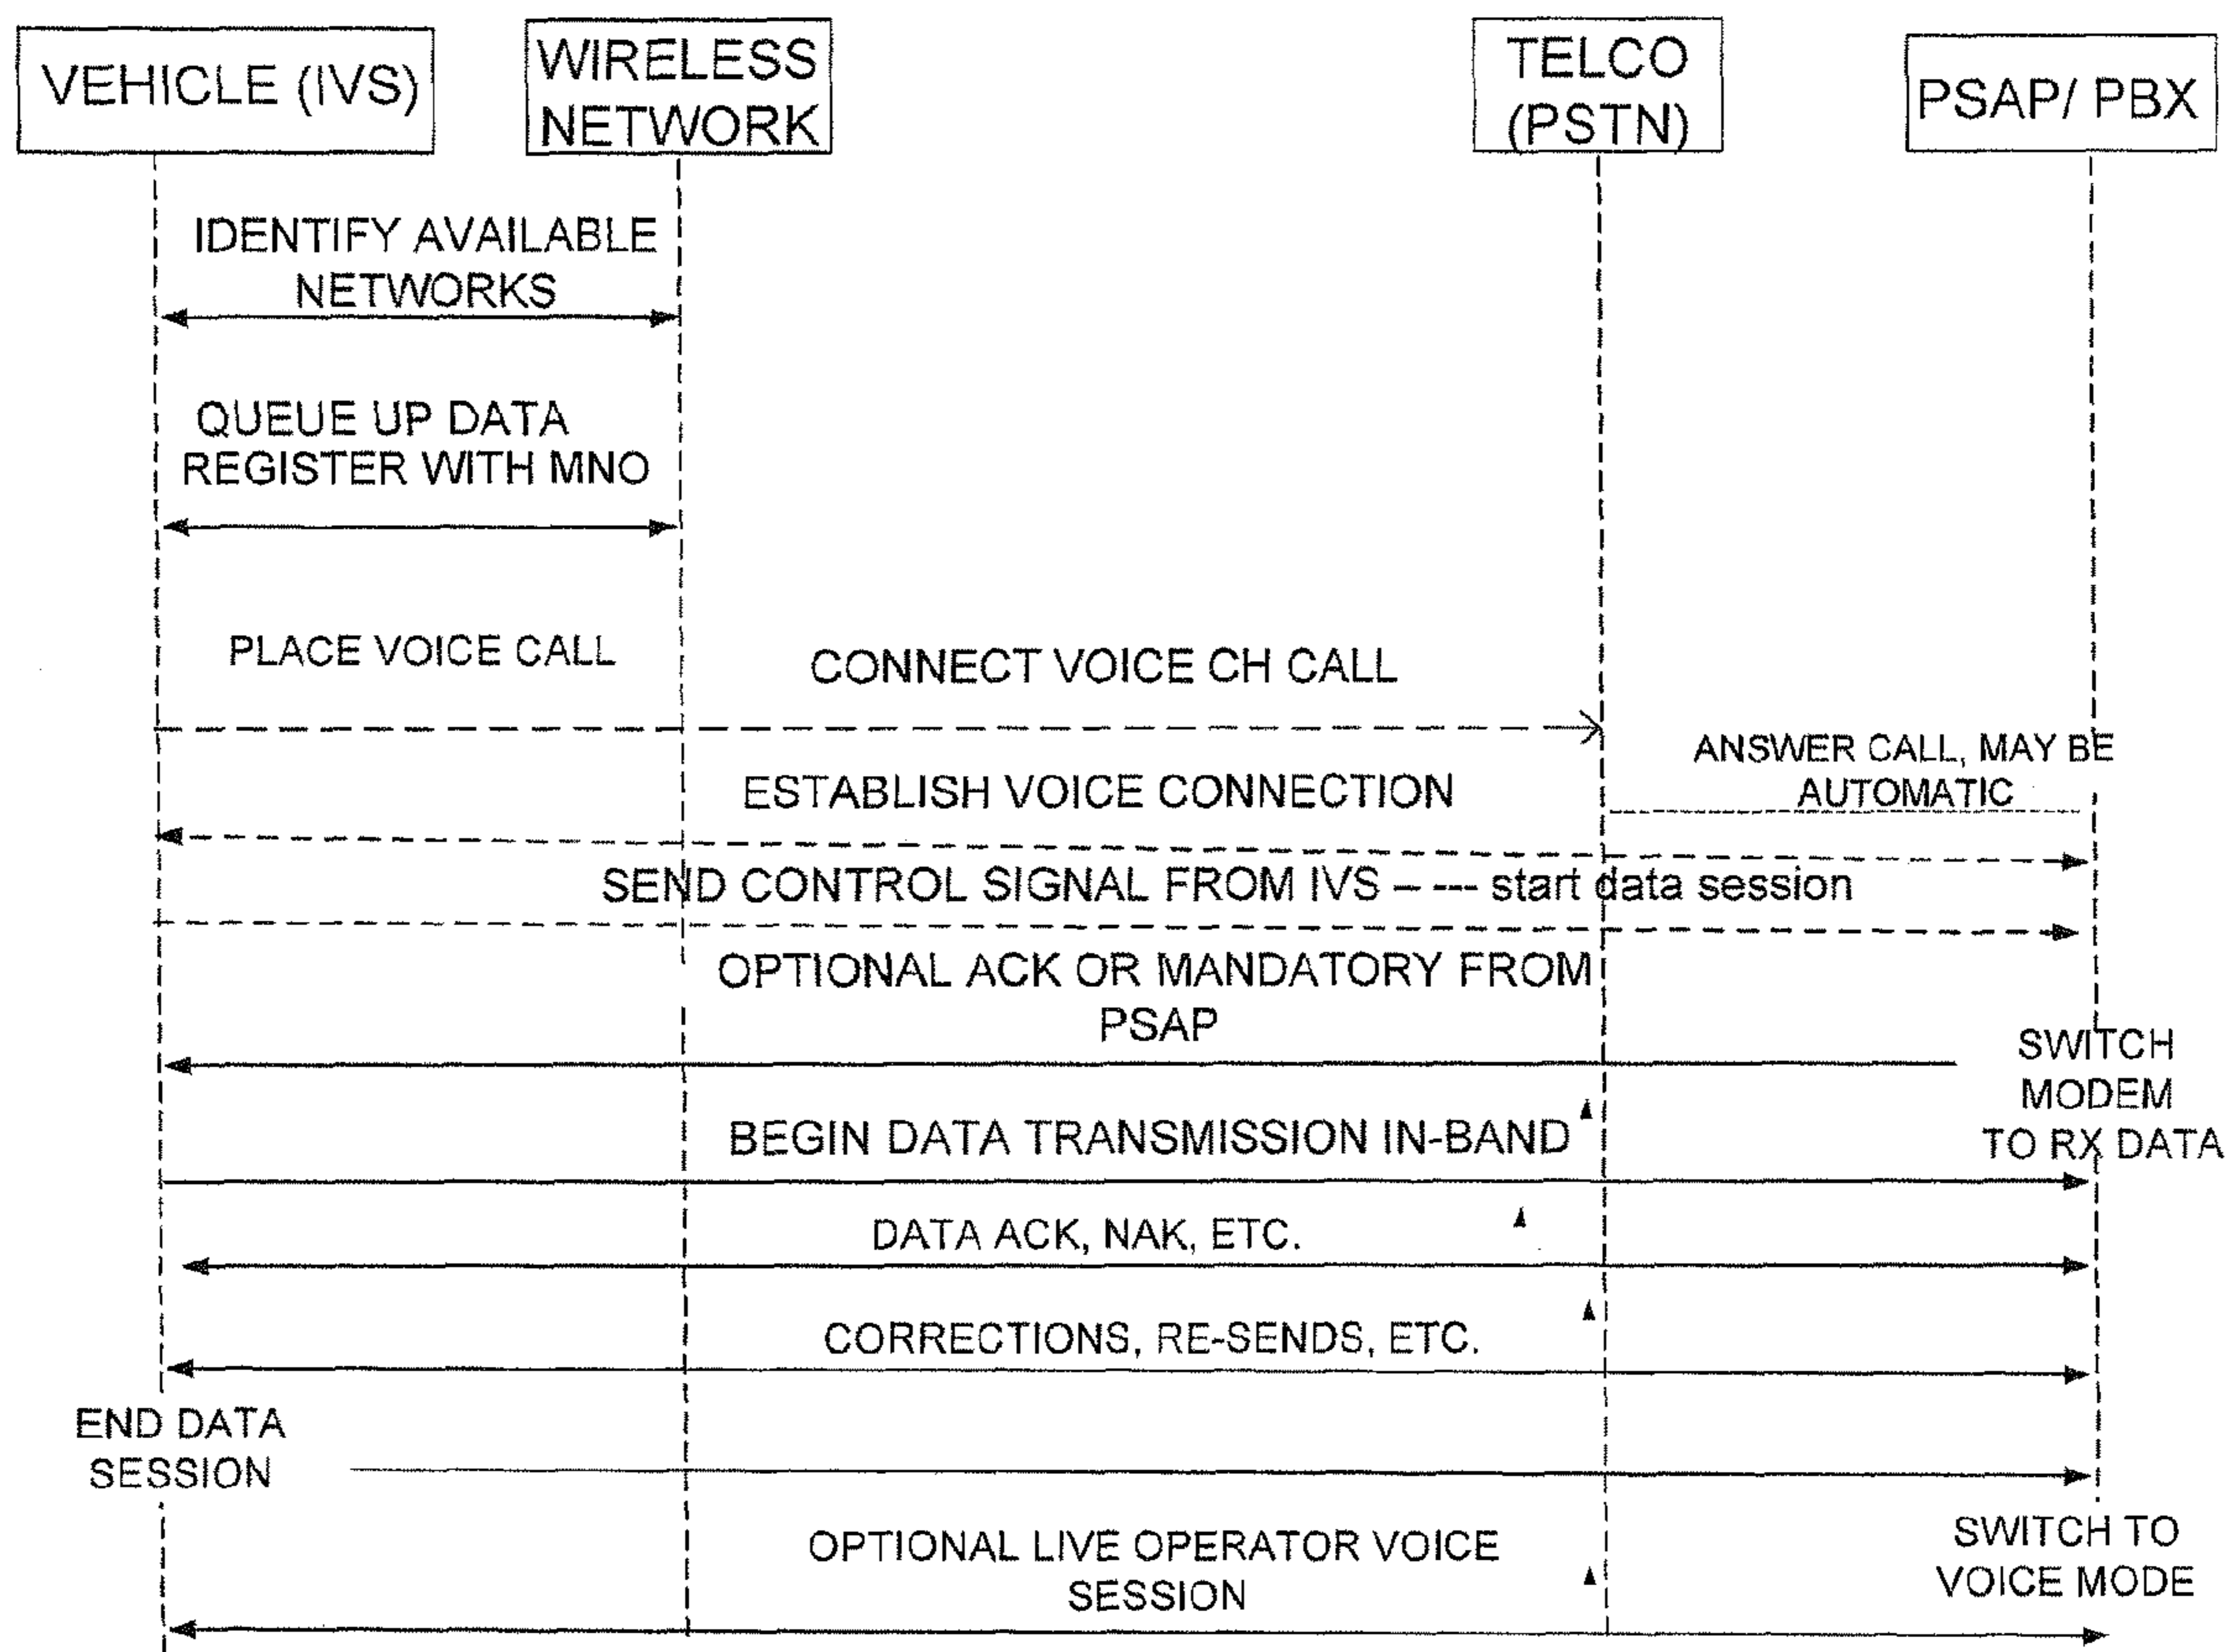 VEHICLE (IVS)
WIRELESS
NETWORK
TELCO
(PSTN)
PSAP/ PBX
IDENTIFY AVAILABLE
NETWORKS
QUEUE UP DATA
REGISTER WITH MNO
PLACE VOICE CALL
CONNECT VOICE CH CALL
ANSWER CALL, MAY BE
AUTOMATIC
ESTABLISH VOICE CONNECTION
SEND CONTROL SIGNAL FROM IVS – --- start data session
OPTIONAL ACK OR MANDATORY FROM
PSAP
SWITCH
MODEM
TO RX DATA
BEGIN DATA TRANSMISSION IN-BAND
DATA ACK, NAK, ETC.
CORRECTIONS, RE-SENDS, ETC.
END DATA
SESSION
OPTIONAL LIVE OPERATOR VOICE
SESSION
SWITCH TO
VOICE MODE